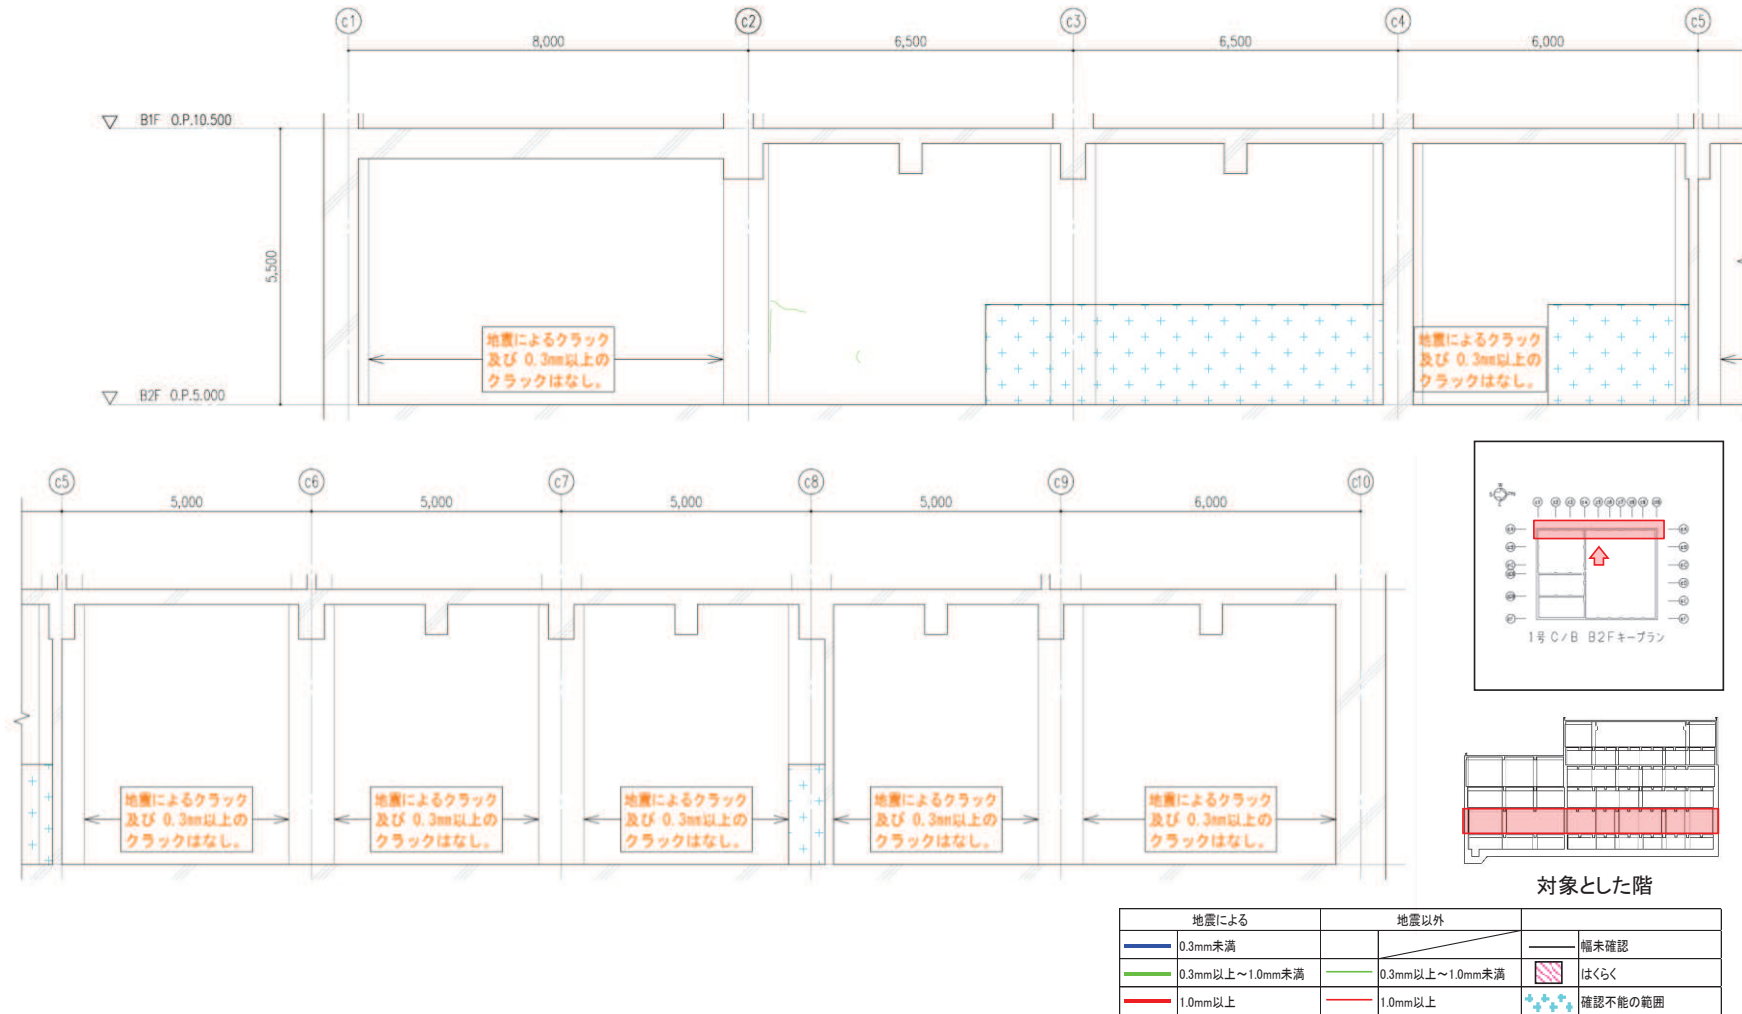 c1 c2 c3 c4 c5
8,000 6,500 6,500 6,000
B1F O.P.10.500
5,500
地震によるクラック
及び 0.3mm以上の
クラックはなし。
地震によるクラック
及び 0.3mm以上の
クラックはなし。
B2F O.P.5.000
c5 c6 c7 c8 c9 c10
5,000 5,000 5,000 5,000 6,000
地震によるクラック
及び 0.3mm以上の
クラックはなし。
地震によるクラック
及び 0.3mm以上の
クラックはなし。
地震によるクラック
及び 0.3mm以上の
クラックはなし。
地震によるクラック
及び 0.3mm以上の
クラックはなし。
地震によるクラック
及び 0.3mm以上の
クラックはなし。
1号 C/B B2Fキープラン
対象とした階
地震による 地震以外
0.3mm未満 幅未確認
0.3mm以上～1.0mm未満 0.3mm以上～1.0mm未満 はくらく
1.0mm以上 1.0mm以上 確認不能の範囲